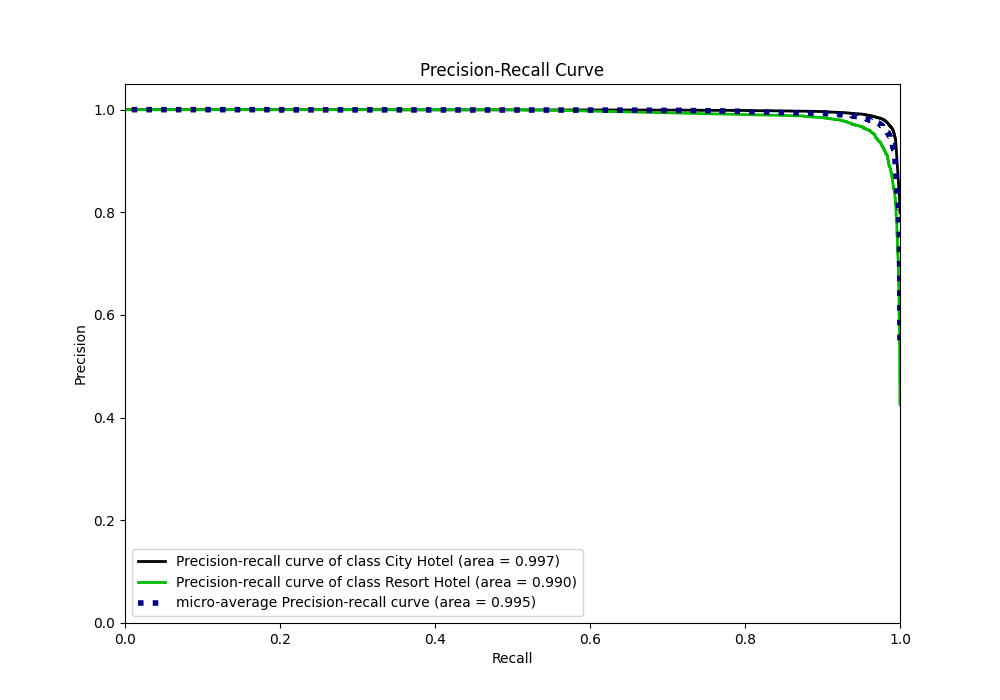 Precision-Recall Curve
1.0
0.8
0.6
0.4
0.2
0.0
Precision
Precision-recall curve of class City Hotel (area = 0.997)
Precision-recall curve of class Resort Hotel (area = 0.990)
micro-average Precision-recall curve (area = 0.995)
0.0 0.2 0.4 0.6 0.8 1.0
Recall